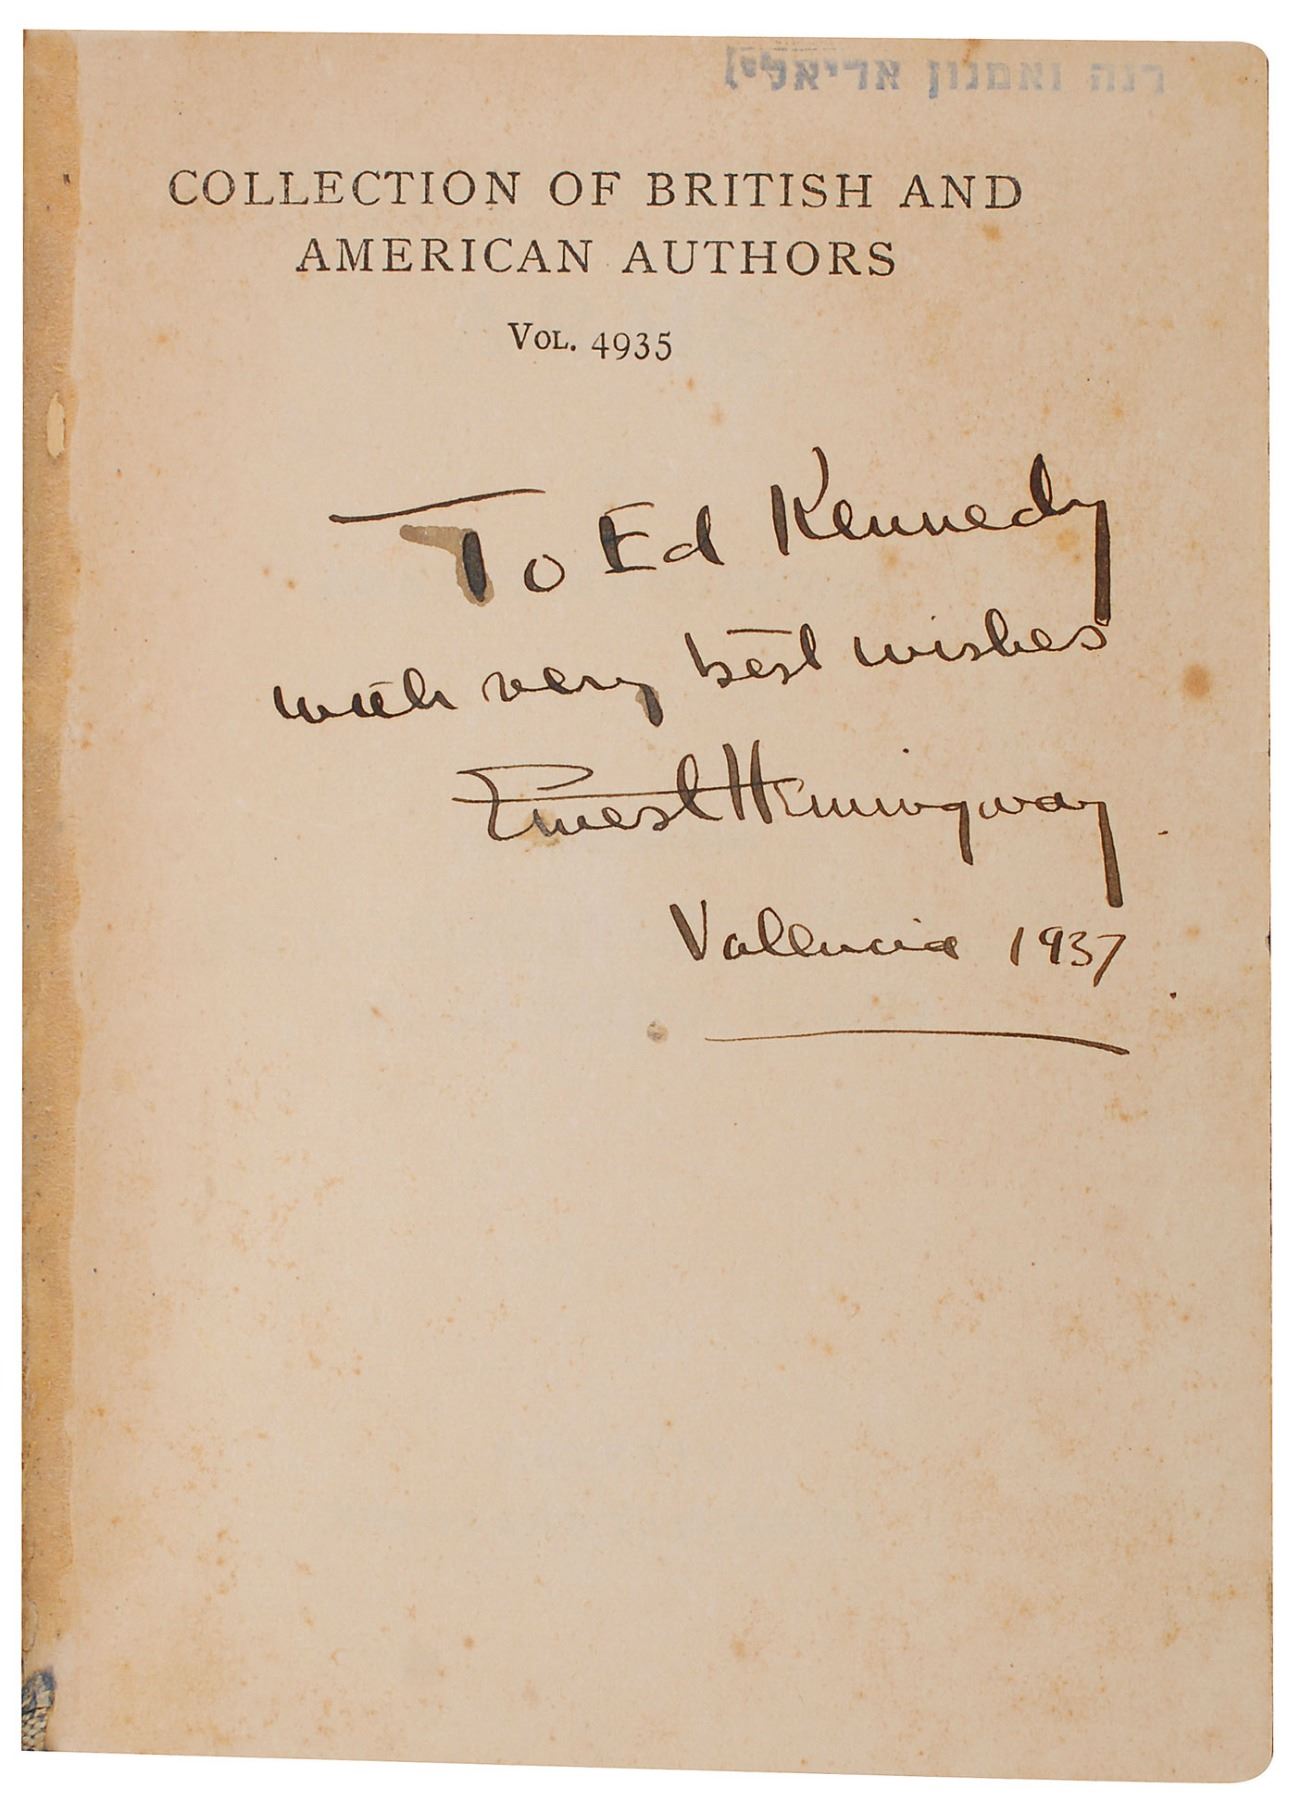 רנה ואמנון אריאלי
COLLECTION OF BRITISH AND
AMERICAN AUTHORS
VOL. 4935
To Ed Kennedy
with very best wishes
Ernest Hemingway
Valencia 1937